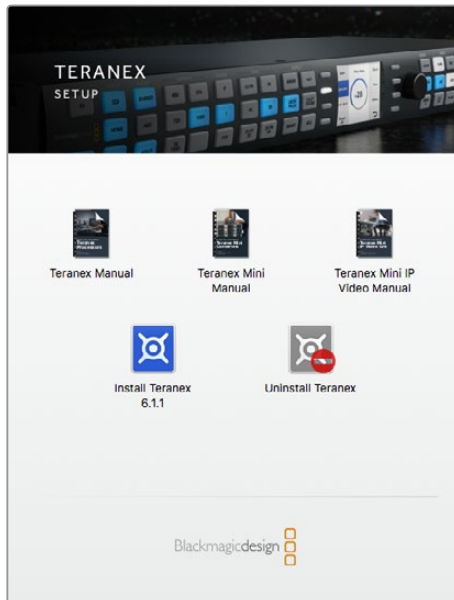 TERANEX
SETUP
Teranex Manual
Teranex Mini
Manual
Teranex Mini IP
Video Manual
Install Teranex
6.1.1
Uninstall Teranex
Blackmagicdesign